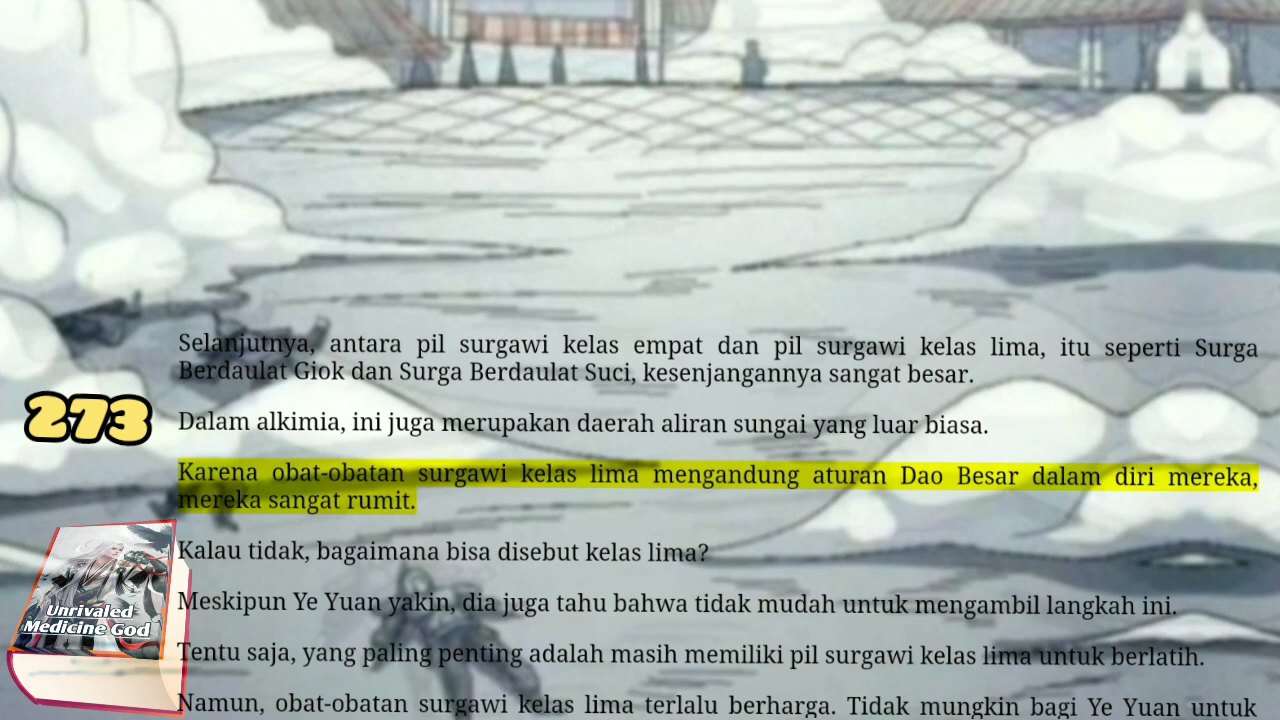 Selanjutnya, antara pil surgawi kelas empat dan pil surgawi kelas lima, itu seperti Surga
Berdaulat Giok dan Surga Berdaulat Suci, kesenjangannya sangat besar.
273
Dalam alkimia, ini juga merupakan daerah aliran sungai yang luar biasa.
Karena obat-obatan surgawi kelas lima mengandung aturan Dao Besar dalam diri mereka,
mereka sangat rumit.
Kalau tidak, bagaimana bisa disebut kelas lima?
Meskipun Ye Yuan yakin, dia juga tahu bahwa tidak mudah untuk mengambil langkah ini.
Unrivaled
Medicine God
Tentu saja, yang paling penting adalah masih memiliki pil surgawi kelas lima untuk berlatih.
Namun, obat-obatan surgawi kelas lima terlalu berharga. Tidak mungkin bagi Ye Yuan untuk